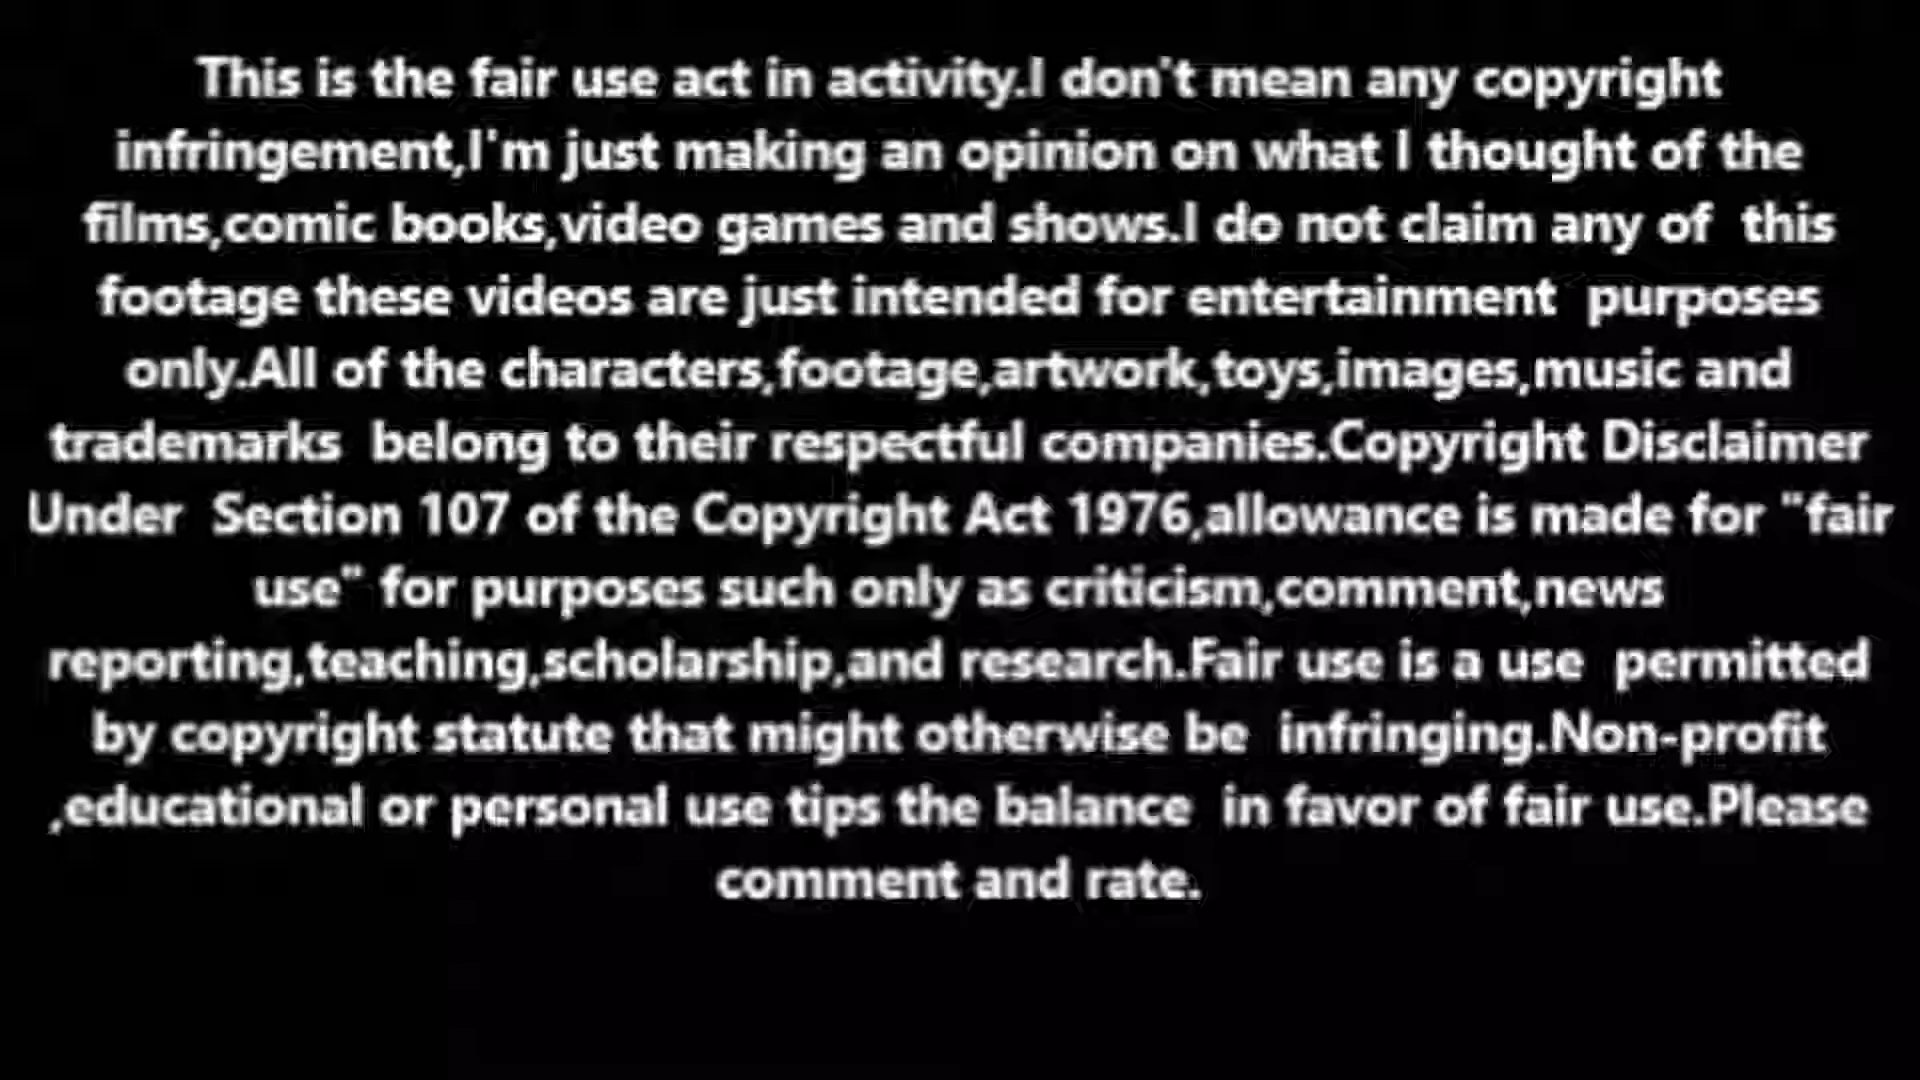 This is the fair use act in activity.I don't mean any copyright
infringement,I'm just making an opinion on what I thought of the
films,comic books,video games and shows.I do not claim any of  this
footage these videos are just intended for entertainment  purposes
only.All of the characters,footage,artwork,toys,images,music and
trademarks  belong to their respectful companies.Copyright Disclaimer
Under  Section 107 of the Copyright Act 1976,allowance is made for "fair
use" for purposes such only as criticism,comment,news
reporting,teaching,scholarship,and research.Fair use is a use  permitted
by copyright statute that might otherwise be  infringing.Non-profit
,educational or personal use tips the balance  in favor of fair use.Please
comment and rate.